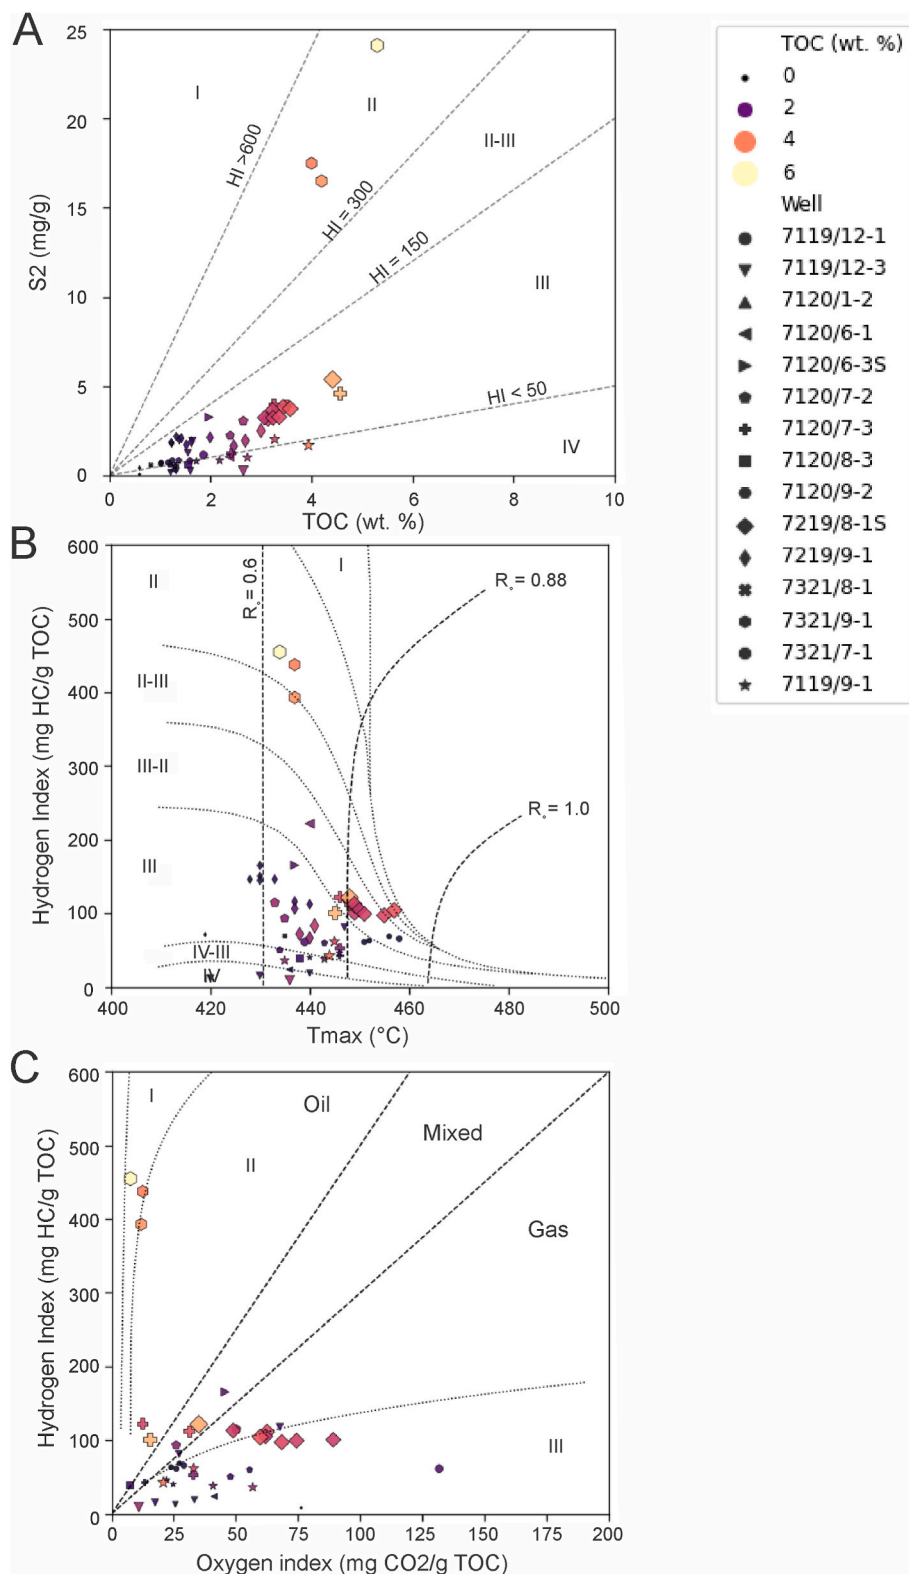 A
25
20
15
10
5
0
S2 (mg/g)
I
II
II-III
III
IV
HI >600
HI = 300
HI = 150
HI < 50
0 2 4 6 8 10
TOC (wt. %)
TOC (wt. %)
0
2
4
6
Well
7119/12-1
7119/12-3
7120/1-2
7120/6-1
7120/6-3S
7120/7-2
7120/7-3
7120/8-3
7120/9-2
7219/8-1S
7219/9-1
7321/8-1
7321/9-1
7321/7-1
7119/9-1
B
600
500
400
300
200
100
0
Hydrogen Index (mg HC/g TOC)
II
I
II-III
III-II
III
IV-III
IV
Rₒ= 0.6
Rₒ= 0.88
Rₒ= 1.0
400 420 440 460 480 500
Tmax (°C)
C
600
500
400
300
200
100
0
Hydrogen Index (mg HC/g TOC)
I
Oil
Mixed
II
Gas
III
0 25 50 75 100 125 150 175 200
Oxygen index (mg CO2/g TOC)